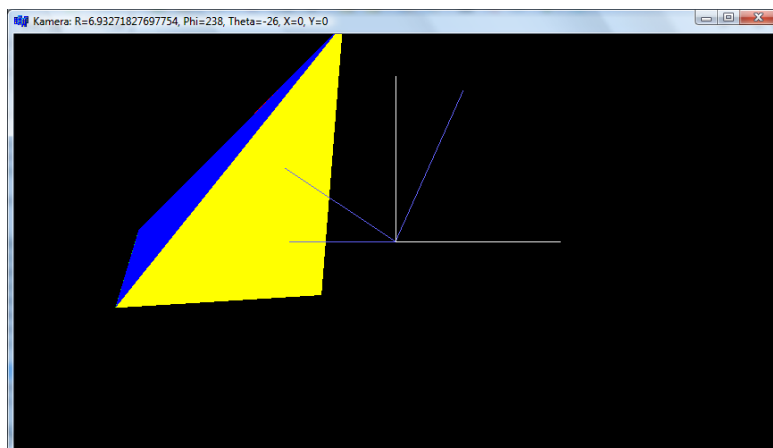 Kamera: R=6.93271827697754, Phi=238, Theta=-26, X=0, Y=0